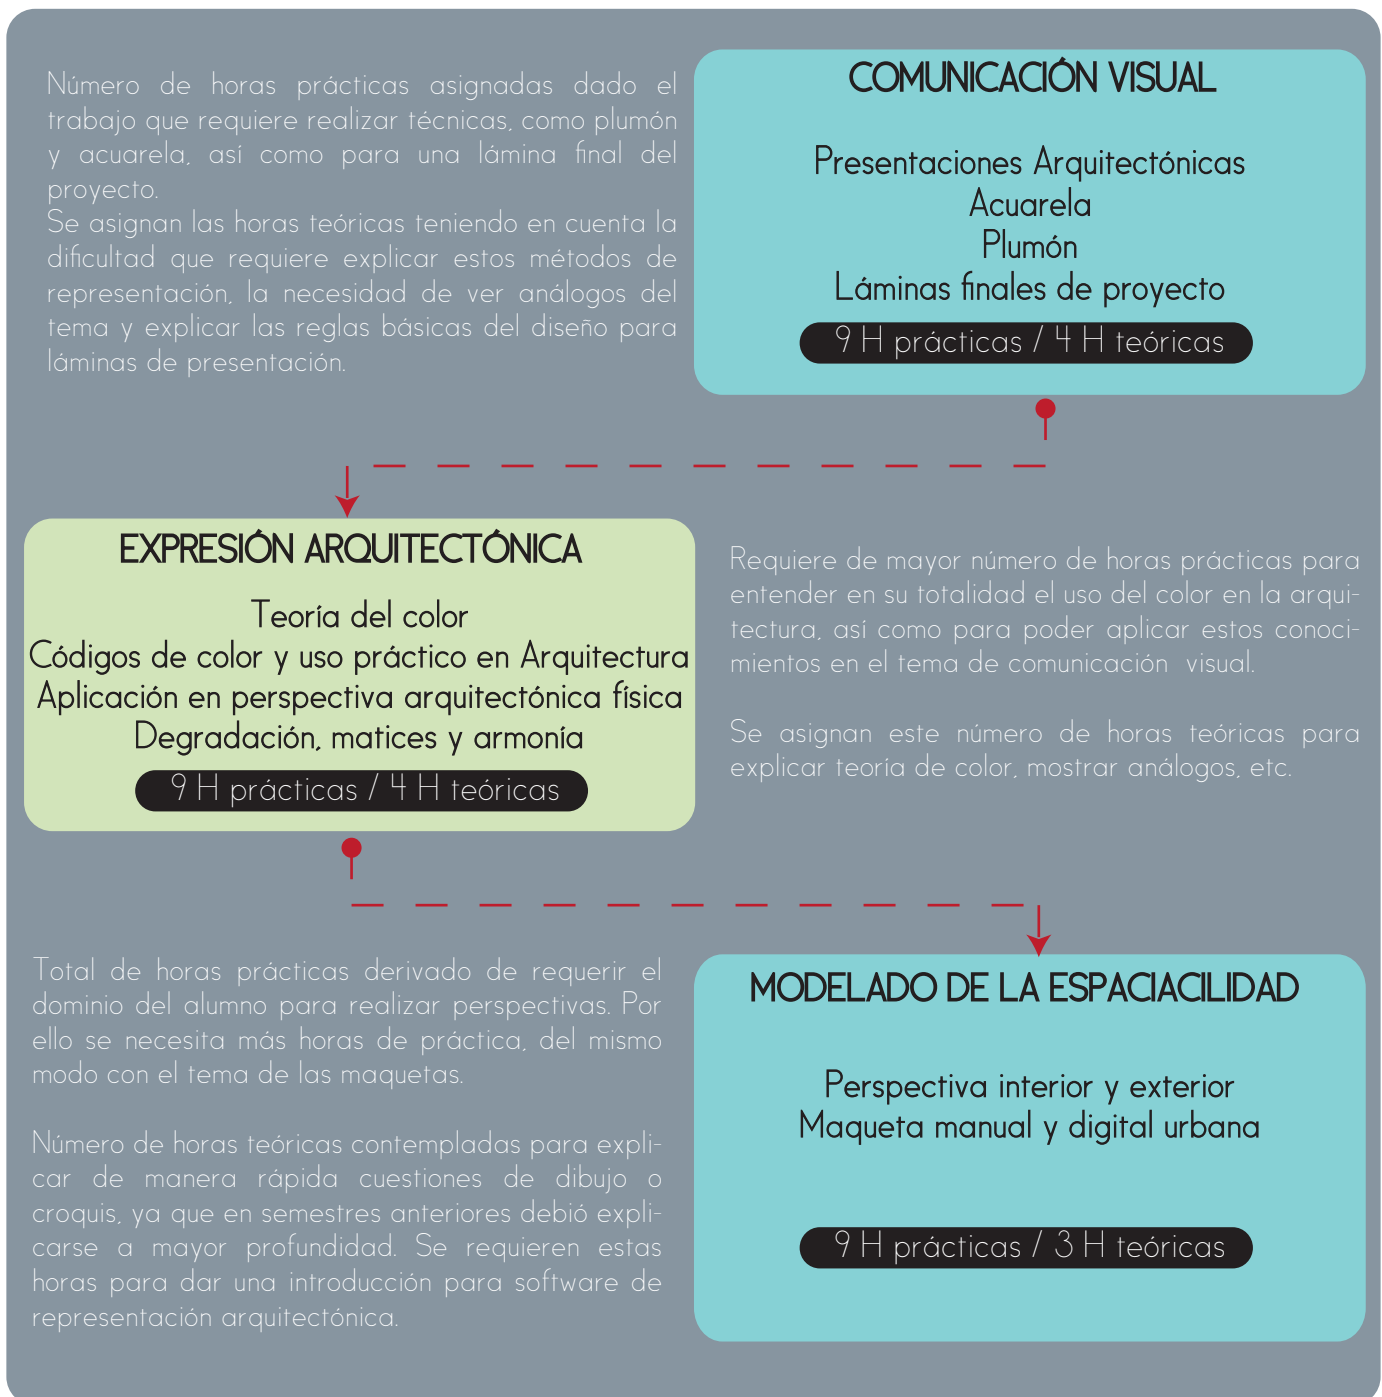 Número de horas prácticas asignadas dado el
trabajo que requiere realizar técnicas, como plumón
y acuarela, así como para una lámina final del
proyecto.
Se asignan las horas teóricas teniendo en cuenta la
dificultad que requiere explicar estos métodos de
representación, la necesidad de ver análogos del
tema y explicar las reglas básicas del diseño para
láminas de presentación.
COMUNICACIÓN VISUAL
Presentaciones Arquitectónicas
Acuarela
Plumón
Láminas finales de proyecto
9 H prácticas / 4 H teóricas
EXPRESIÓN ARQUITECTÓNICA
Teoría del color
Códigos de color y uso práctico en Arquitectura
Aplicación en perspectiva arquitectónica física
Degradación, matices y armonía
9 H prácticas / 4 H teóricas
Requiere de mayor número de horas prácticas para
entender en su totalidad el uso del color en la arqui-
tectura, así como para poder aplicar estos conoci-
mientos en el tema de comunicación visual.
Se asignan este número de horas teóricas para
explicar teoría de color, mostrar análogos, etc.
Total de horas prácticas derivado de requerir el
dominio del alumno para realizar perspectivas. Por
ello se necesita más horas de práctica, del mismo
modo con el tema de las maquetas.
Número de horas teóricas contempladas para expli-
car de manera rápida cuestiones de dibujo o
croquis, ya que en semestres anteriores debió expli-
carse a mayor profundidad. Se requieren estas
horas para dar una introducción para software de
representación arquitectónica.
MODELADO DE LA ESPACIACILIDAD
Perspectiva interior y exterior
Maqueta manual y digital urbana
9 H prácticas / 3 H teóricas